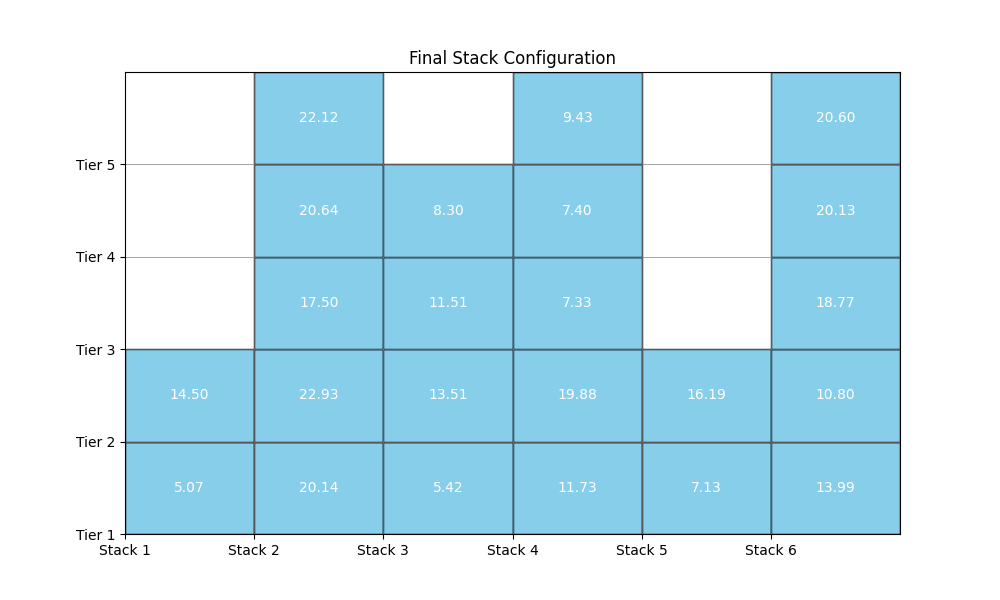 Final Stack Configuration
22.12 9.43 20.60
Tier 5
20.64 8.30 7.40 20.13
Tier 4
17.50 11.51 7.33 18.77
Tier 3
14.50 22.93 13.51 19.88 16.19 10.80
Tier 2
5.07 20.14 5.42 11.73 7.13 13.99
Tier 1
Stack 1 Stack 2 Stack 3 Stack 4 Stack 5 Stack 6